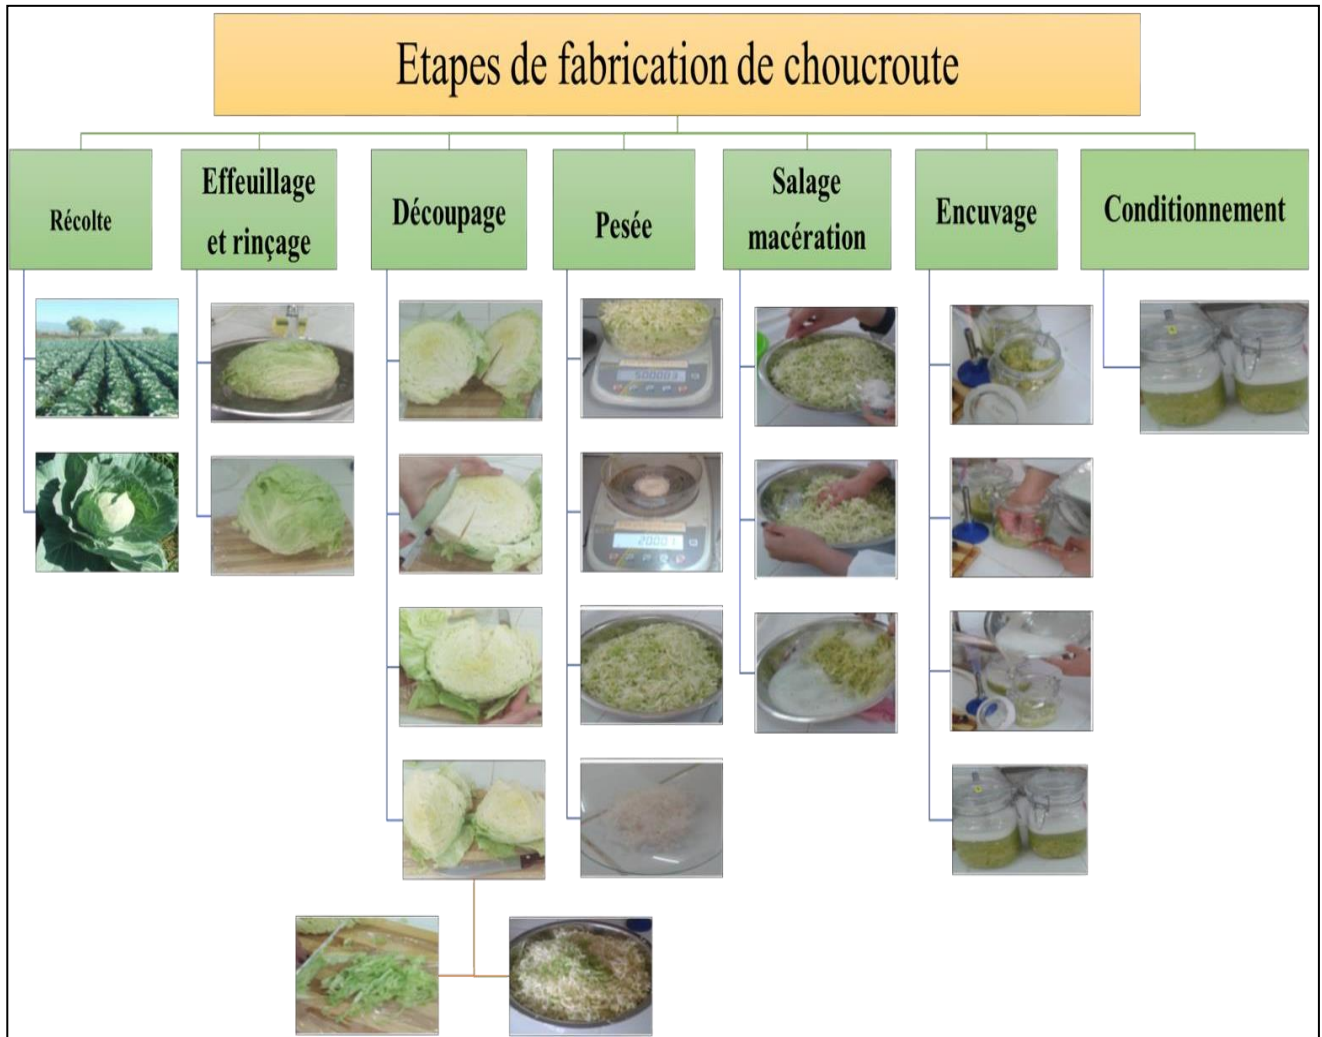 Etapes de fabrication de choucroute
Récolte
Effeuillage
et rinçage
Découpage
Pesée
Salage
macération
Encuvage
Conditionnement